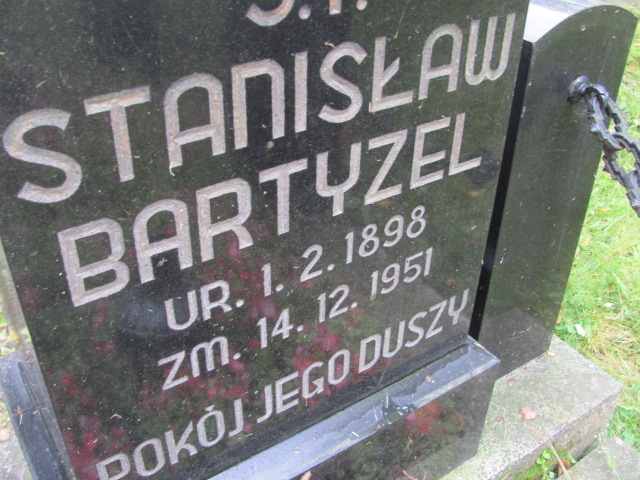 Ś.P.
STANISŁAW
BARTYZEL
UR. 1. 2. 1898
ZM. 14. 12. 1951
POKÓJ JEGO DUSZY